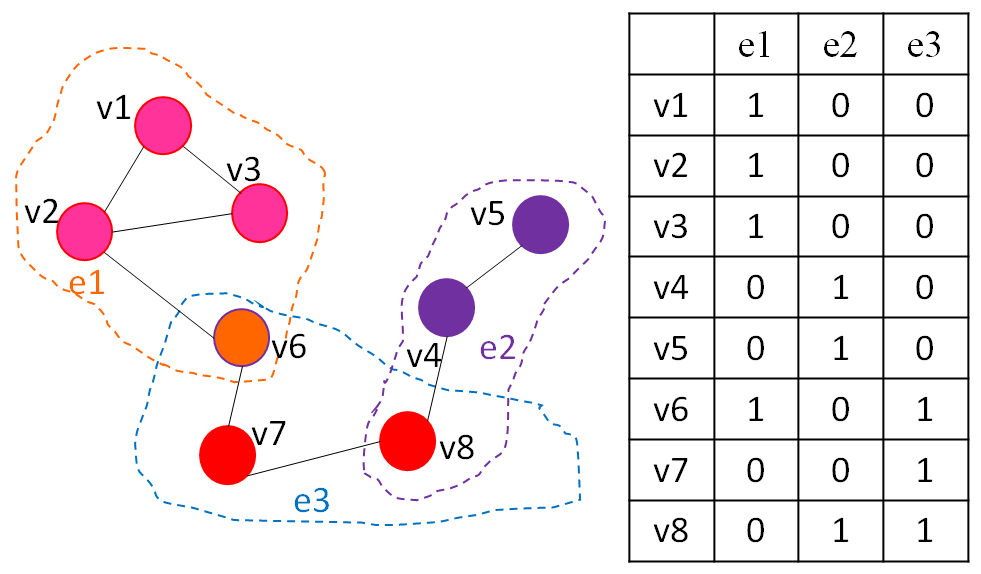 v1
v3
v2
e1
v6
v7
e3
v5
v4
e2
v8
e1 e2 e3
v1 1 0 0
v2 1 0 0
v3 1 0 0
v4 0 1 0
v5 0 1 0
v6 1 0 1
v7 0 0 1
v8 0 1 1